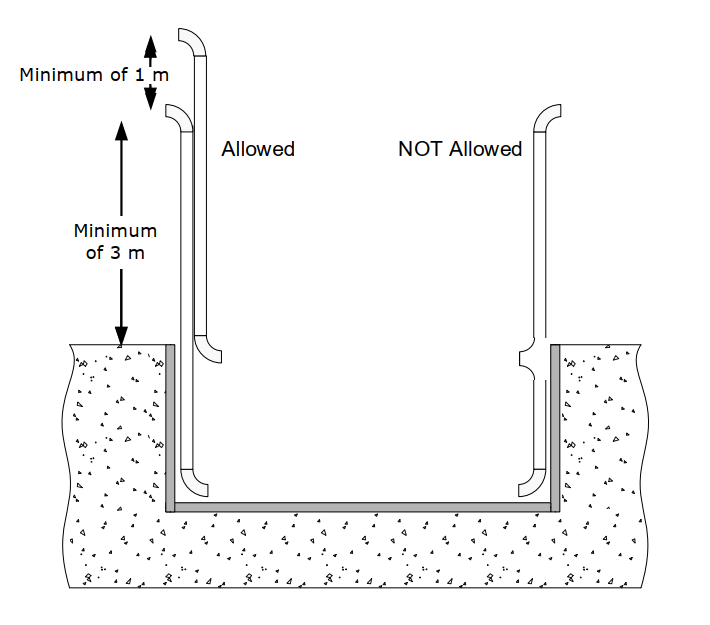 Minimum of 1 m
Allowed
NOT Allowed
Minimum
of 3 m